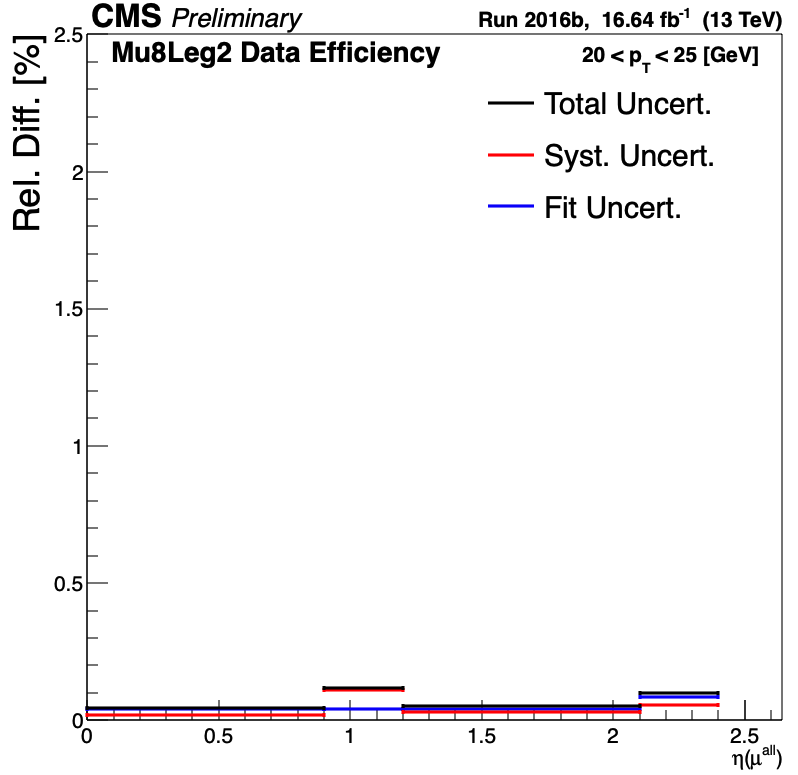 CMS Preliminary
Run 2016b, 16.64 fb⁻¹ (13 TeV)
Mu8Leg2 Data Efficiency
20 < p_T < 25 [GeV]
Total Uncert.
Syst. Uncert.
Fit Uncert.
Rel. Diff. [%]
2.5
2
1.5
1
0.5
0
0 0.5 1 1.5 2 2.5
η(μ^all)